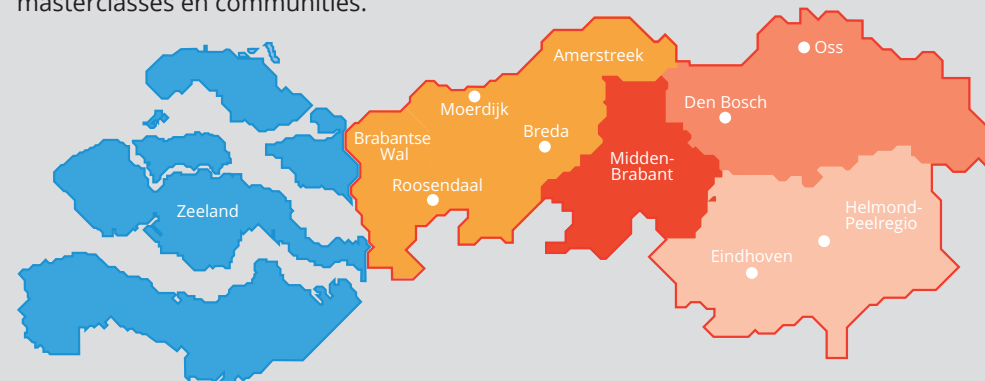 masterclasses en communities.
Amerstreek
Oss
Moerdijk
Den Bosch
Brabantse
Wal
Breda
Midden-
Brabant
Roosendaal
Zeeland
Helmond-
Peelregio
Eindhoven